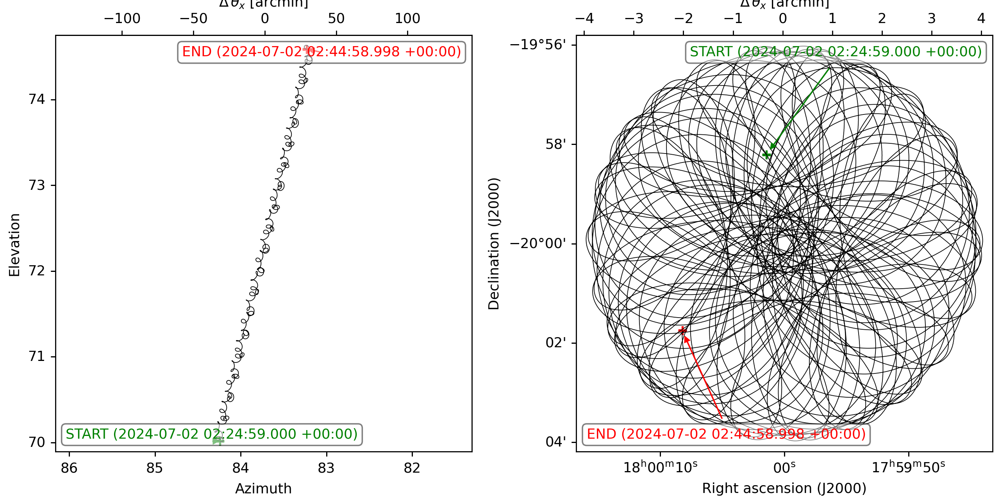 Δ θx [arcmin]
−100 −50 0 50 100
END (2024-07-02 02:44:58.998 +00:00)
74
73
72
71
70
Elevation
START (2024-07-02 02:24:59.000 +00:00)
86 85 84 83 82
Azimuth
Δ θx [arcmin]
−4 −3 −2 −1 0 1 2 3 4
START (2024-07-02 02:24:59.000 +00:00)
−19°56'
58'
−20°00'
02'
04'
Declination (J2000)
END (2024-07-02 02:44:58.998 +00:00)
18ʰ00ᵐ10ˢ 00ˢ 17ʰ59ᵐ50ˢ
Right ascension (J2000)